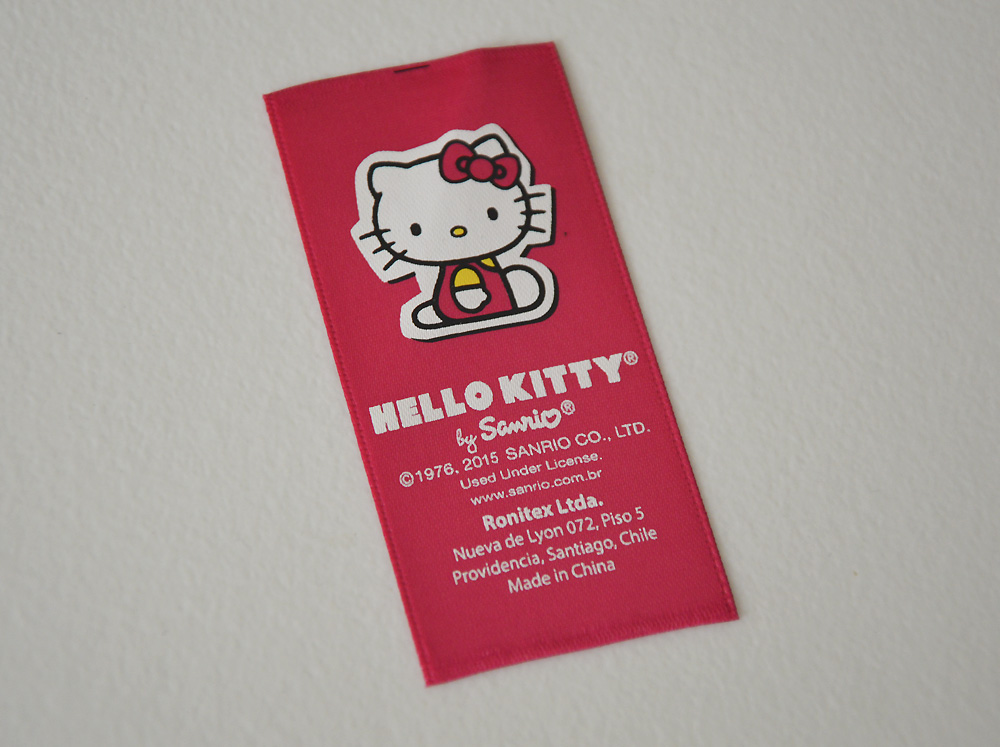 HELLO KITTY®
by Sanrio®
©1976, 2015 SANRIO CO., LTD.
Used Under License.
www.sanrio.com.br
Ronitex Ltda.
Nueva de Lyon 072, Piso 5
Providencia, Santiago, Chile
Made in China